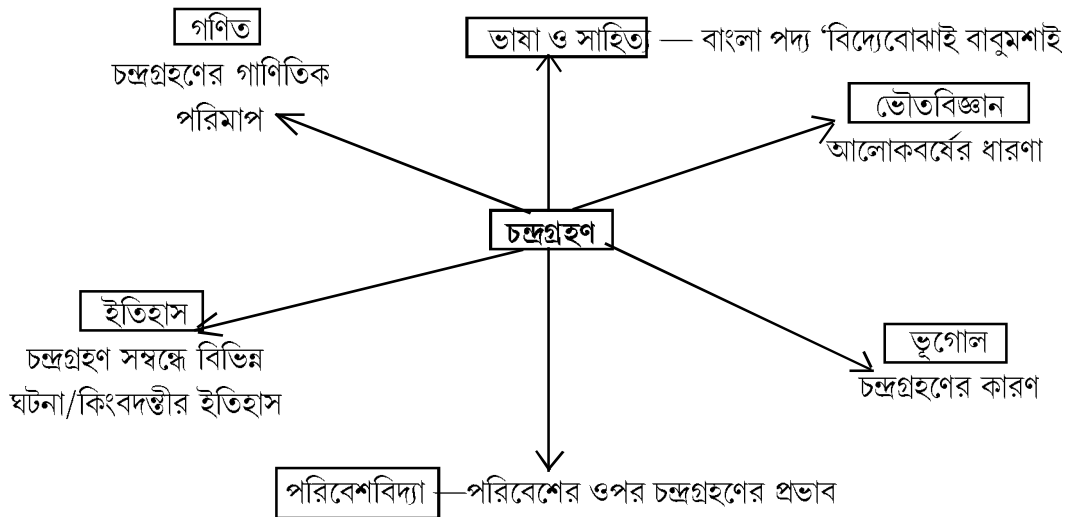 গণিত
চন্দ্রগ্রহণের গাণিতিক
পরিমাপ
ভাষা ও সাহিত্য — বাংলা পদ্য ‘বিদ্যেবোঝাই বাবুমশাই
ভৌতবিজ্ঞান
আলোকবর্ষের ধারণা
চন্দ্রগ্রহণ
ইতিহাস
চন্দ্রগ্রহণ সম্বন্ধে বিভিন্ন
ঘটনা/কিংবদন্তীর ইতিহাস
ভূগোল
চন্দ্রগ্রহণের কারণ
পরিবেশবিদ্যা —পরিবেশের ওপর চন্দ্রগ্রহণের প্রভাব